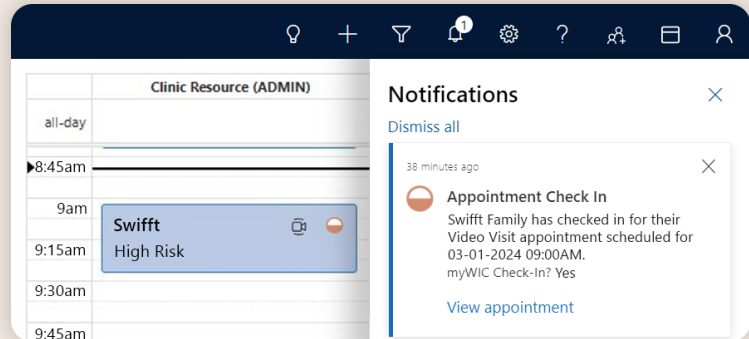 1
Clinic Resource (ADMIN)
all-day
8:45am
9am
Swifft
High Risk
9:15am
9:30am
9:45am
Notifications
Dismiss all
38 minutes ago
Appointment Check In
Swifft Family has checked in for their
Video Visit appointment scheduled for
03-01-2024 09:00AM.
myWIC Check-In? Yes
View appointment